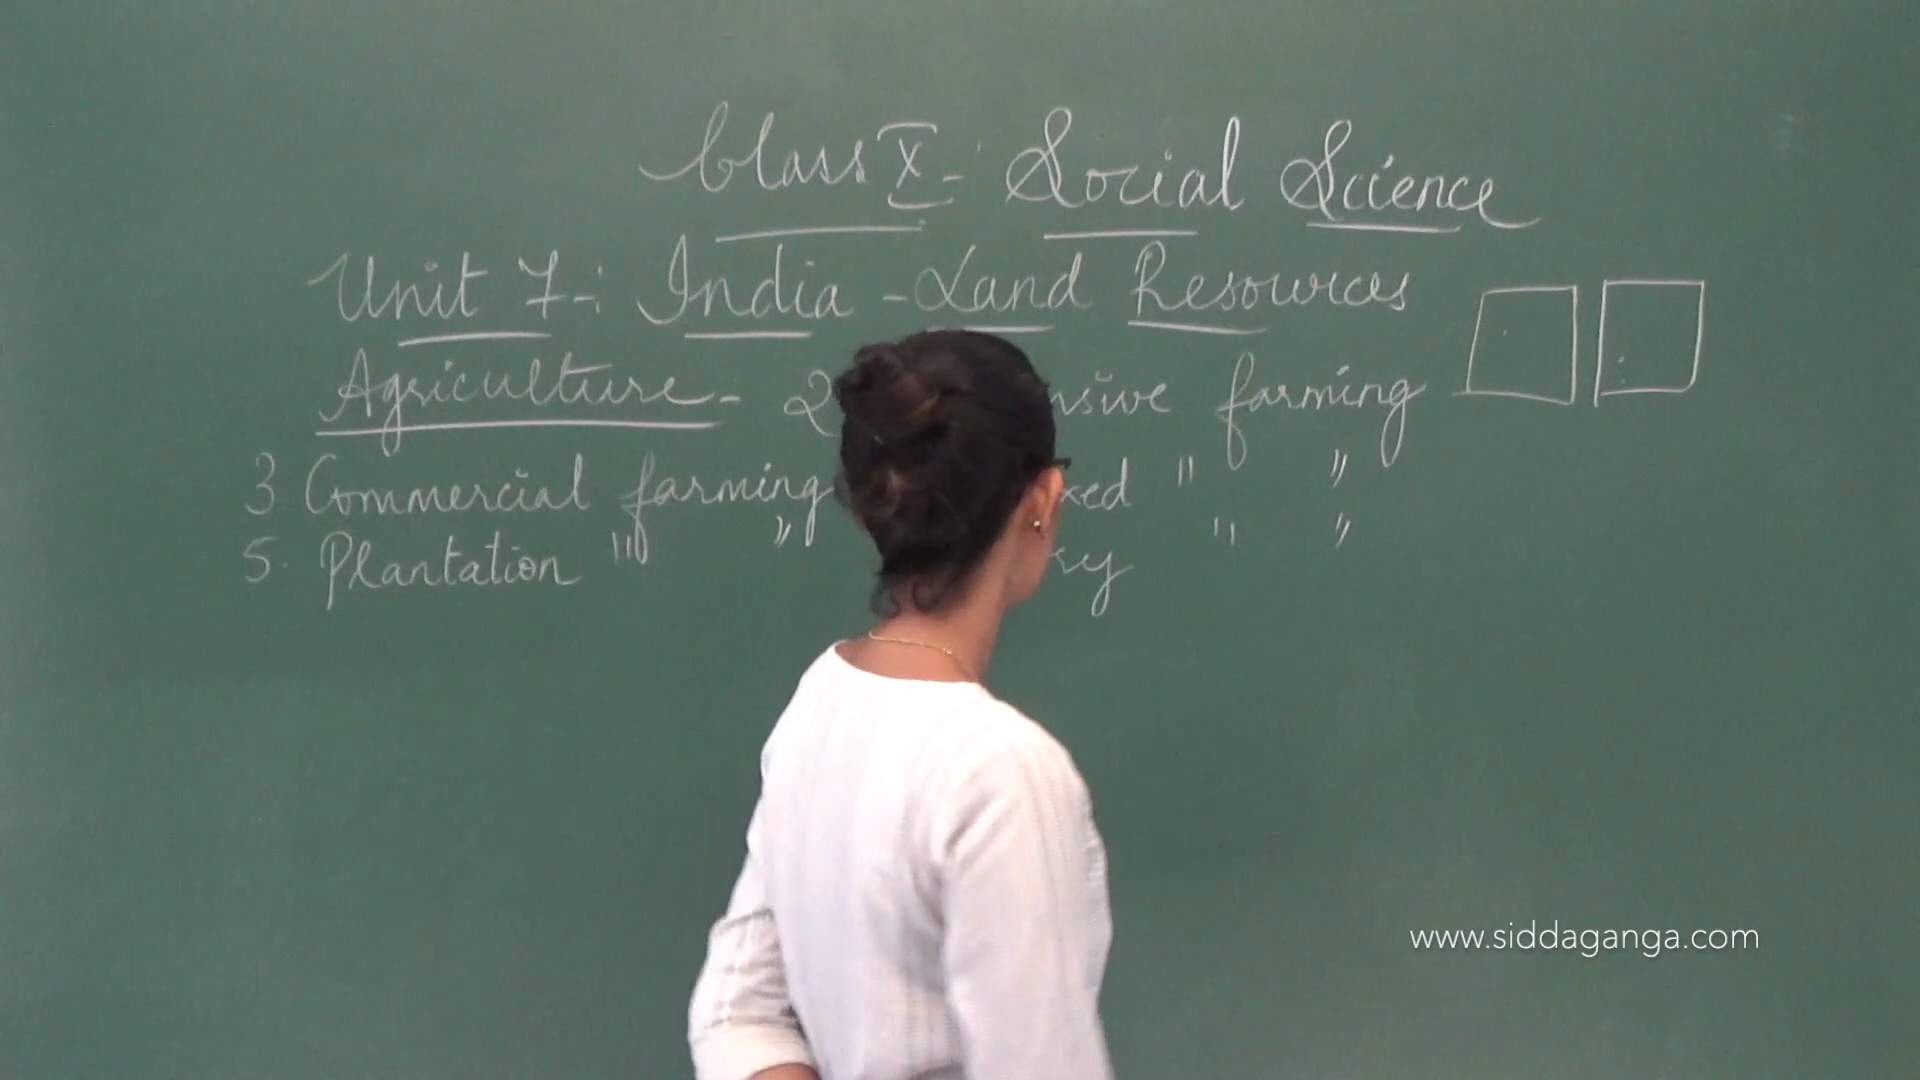 Class X - Social Science
Unit 7 -: India - Land Resources
Agriculture - 2 farming
3 Commercial farming " "
5. Plantation " " " "
www.siddaganga.com